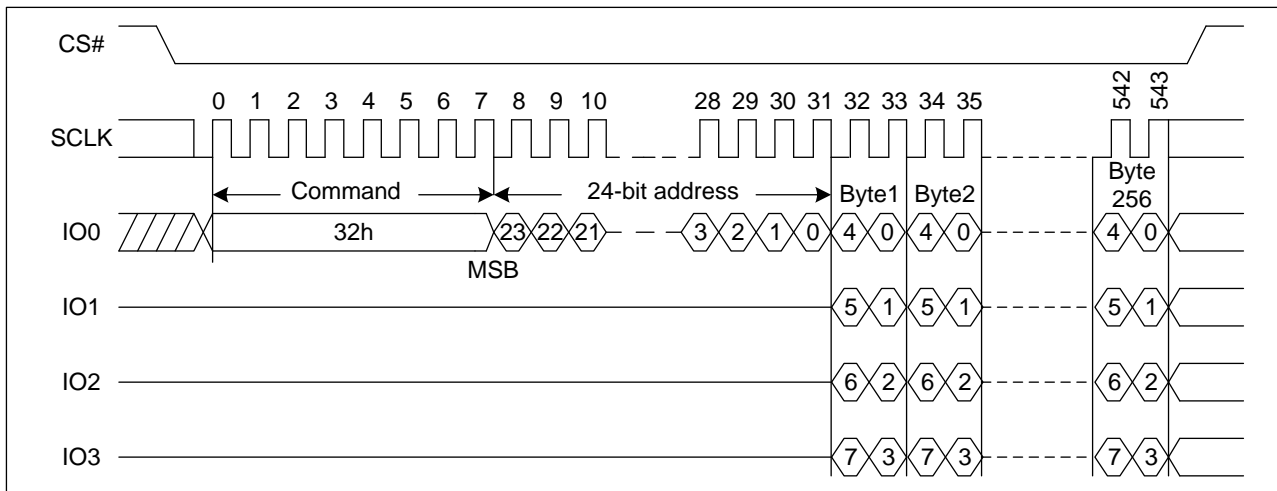 CS#
0 1 2 3 4 5 6 7 8 9 10 28 29 30 31 32 33 34 35 542 543
SCLK
Command 24-bit address Byte1 Byte2 Byte
256
IO0 32h 23 22 21 3 2 1 0 4 0 4 0 4 0
MSB
IO1 5 1 5 1 5 1
IO2 6 2 6 2 6 2
IO3 7 3 7 3 7 3